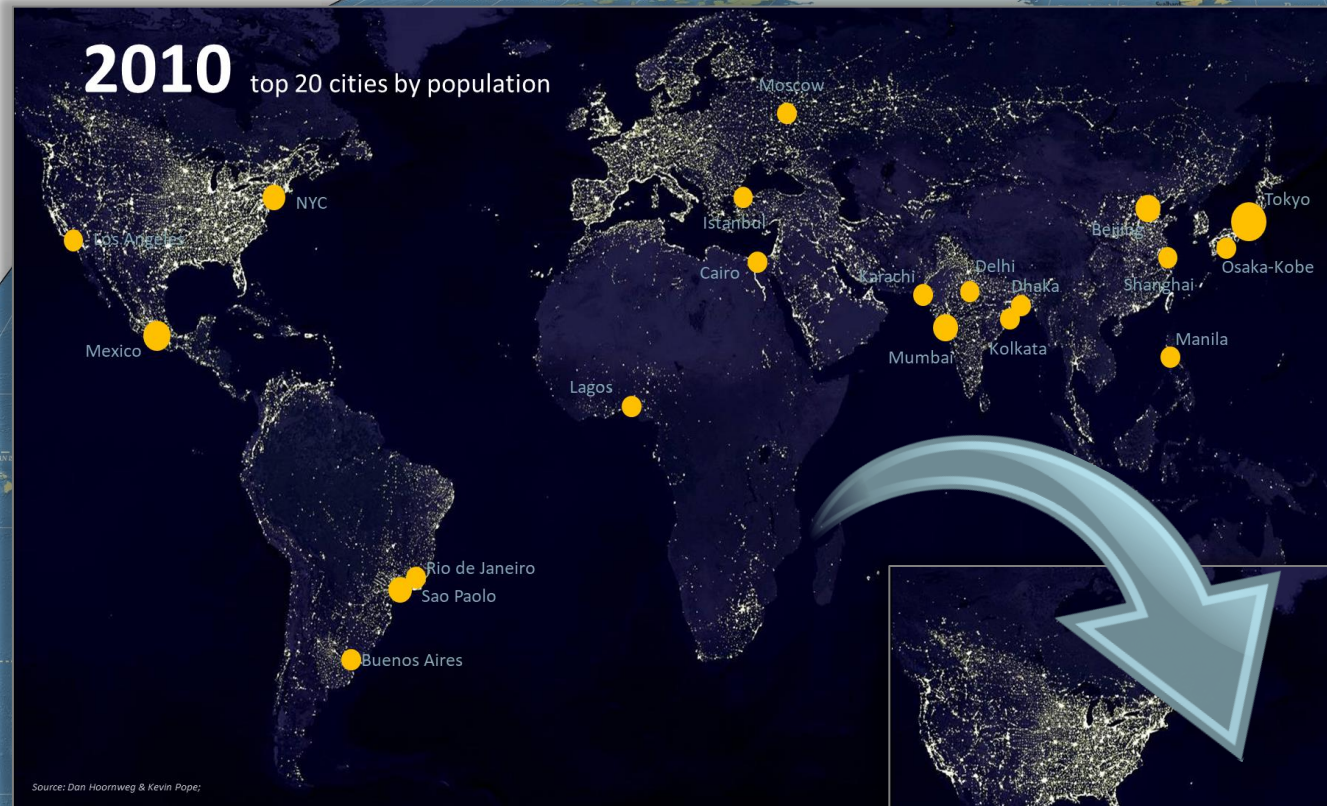 2010 top 20 cities by population
Moscow
NYC
Los Angeles
Istanbul
Tokyo
Beijing
Osaka-Kobe
Cairo
Karachi
Delhi
Dhaka
Shanghai
Mexico
Mumbai
Kolkata
Manila
Lagos
Rio de Janeiro
Sao Paolo
Buenos Aires
Source: Dan Hoornweg & Kevin Pope;